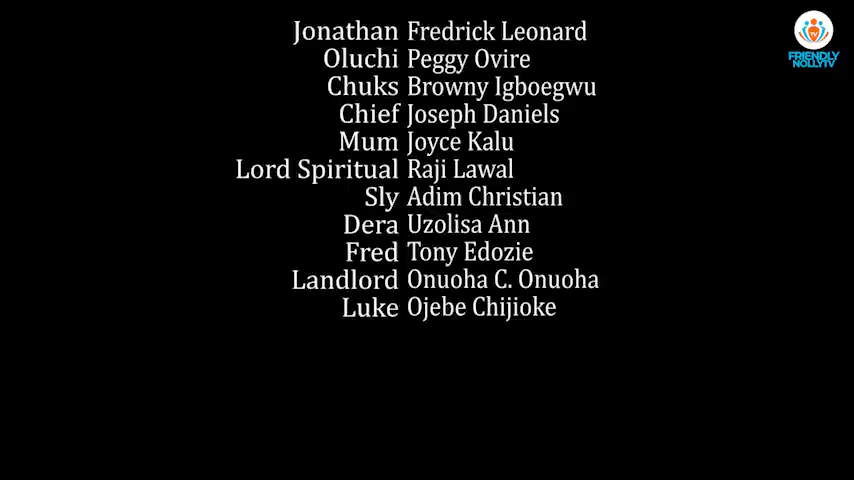 Jonathan Fredrick Leonard
Oluchi Peggy Ovire
Chuks Browny Igboegwu
Chief Joseph Daniels
Mum Joyce Kalu
Lord Spiritual Raji Lawal
Sly Adim Christian
Dera Uzolisa Ann
Fred Tony Edozie
Landlord Onuoha C. Onuoha
Luke Ojebe Chijioke
TV
FRIENDLY
NOLLYTV